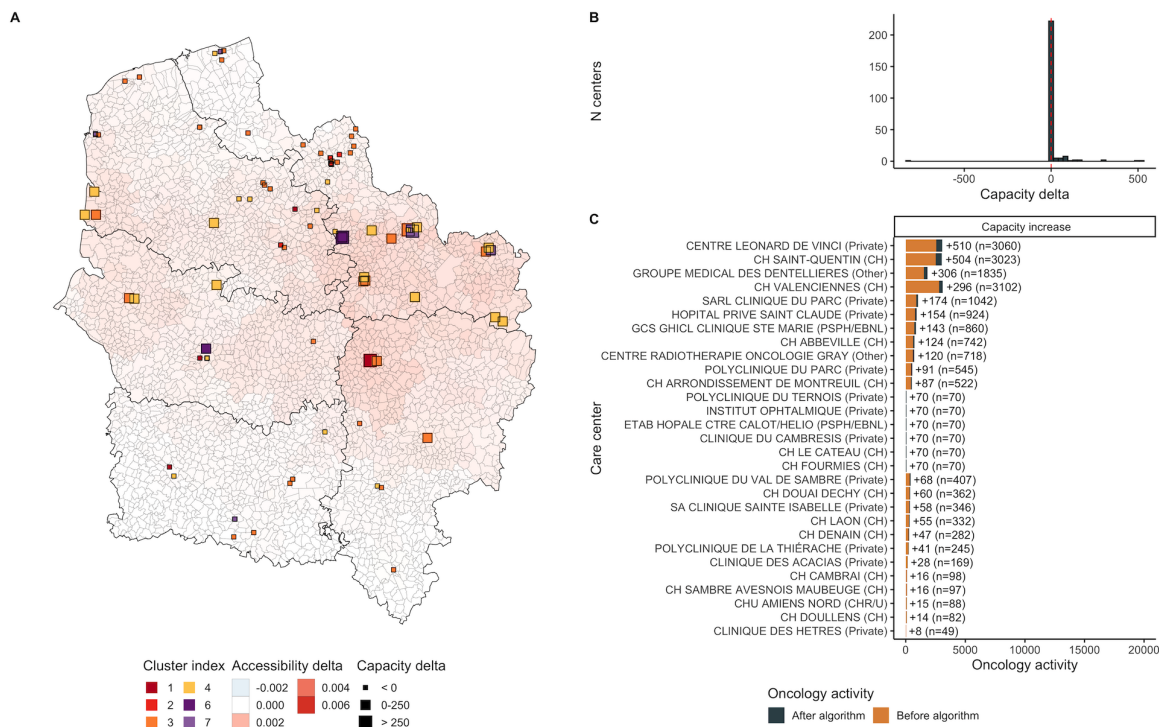 A
Cluster index
1
2
3
4
6
7
Accessibility delta
-0.002
0.000
0.002
0.004
0.006
Capacity delta
< 0
0-250
> 250
B
N centers
200
150
100
50
0
-500
0
500
Capacity delta
C
Capacity increase
Care center
CENTRE LEONARD DE VINCI (Private) +510 (n=3060)
CH SAINT-QUENTIN (CH) +504 (n=3023)
GROUPE MEDICAL DES DENTELLIERES (Other) +306 (n=1835)
CH VALENCIENNES (CH) +296 (n=3102)
SARL CLINIQUE DU PARC (Private) +174 (n=1042)
HOPITAL PRIVE SAINT CLAUDE (Private) +154 (n=924)
GCS GHICL CLINIQUE STE MARIE (PSPH/EBNL) +143 (n=860)
CH ABBEVILLE (CH) +124 (n=742)
CENTRE RADIOTHERAPIE ONCOLOGIE GRAY (Other) +120 (n=718)
POLYCLINIQUE DU PARC (Private) +91 (n=545)
CH ARRONDISSEMENT DE MONTREUIL (CH) +87 (n=522)
POLYCLINIQUE DU TERNOIS (Private) +70 (n=70)
INSTITUT OPHTALMIQUE (Private) +70 (n=70)
ETAB HOPALE CTRE CALOT/HELIO (PSPH/EBNL) +70 (n=70)
CLINIQUE DU CAMBRESIS (Private) +70 (n=70)
CH LE CATEAU (CH) +70 (n=70)
CH FOURMIES (CH) +70 (n=70)
POLYCLINIQUE DU VAL DE SAMBRE (Private) +68 (n=407)
CH DOUAI DECHY (CH) +60 (n=362)
SA CLINIQUE SAINTE ISABELLE (Private) +58 (n=346)
CH LAON (CH) +55 (n=332)
CH DENAIN (CH) +47 (n=282)
POLYCLINIQUE DE LA THIÉRACHE (Private) +41 (n=245)
CLINIQUE DES ACACIAS (Private) +28 (n=169)
CH CAMBRAI (CH) +16 (n=98)
CH SAMBRE AVESNOIS MAUBEUGE (CH) +16 (n=97)
CHU AMIENS NORD (CHR/U) +15 (n=88)
CH DOULLENS (CH) +14 (n=82)
CLINIQUE DES HETRES (Private) +8 (n=49)
0 5000 10000 15000 20000
Oncology activity
Oncology activity
After algorithm Before algorithm